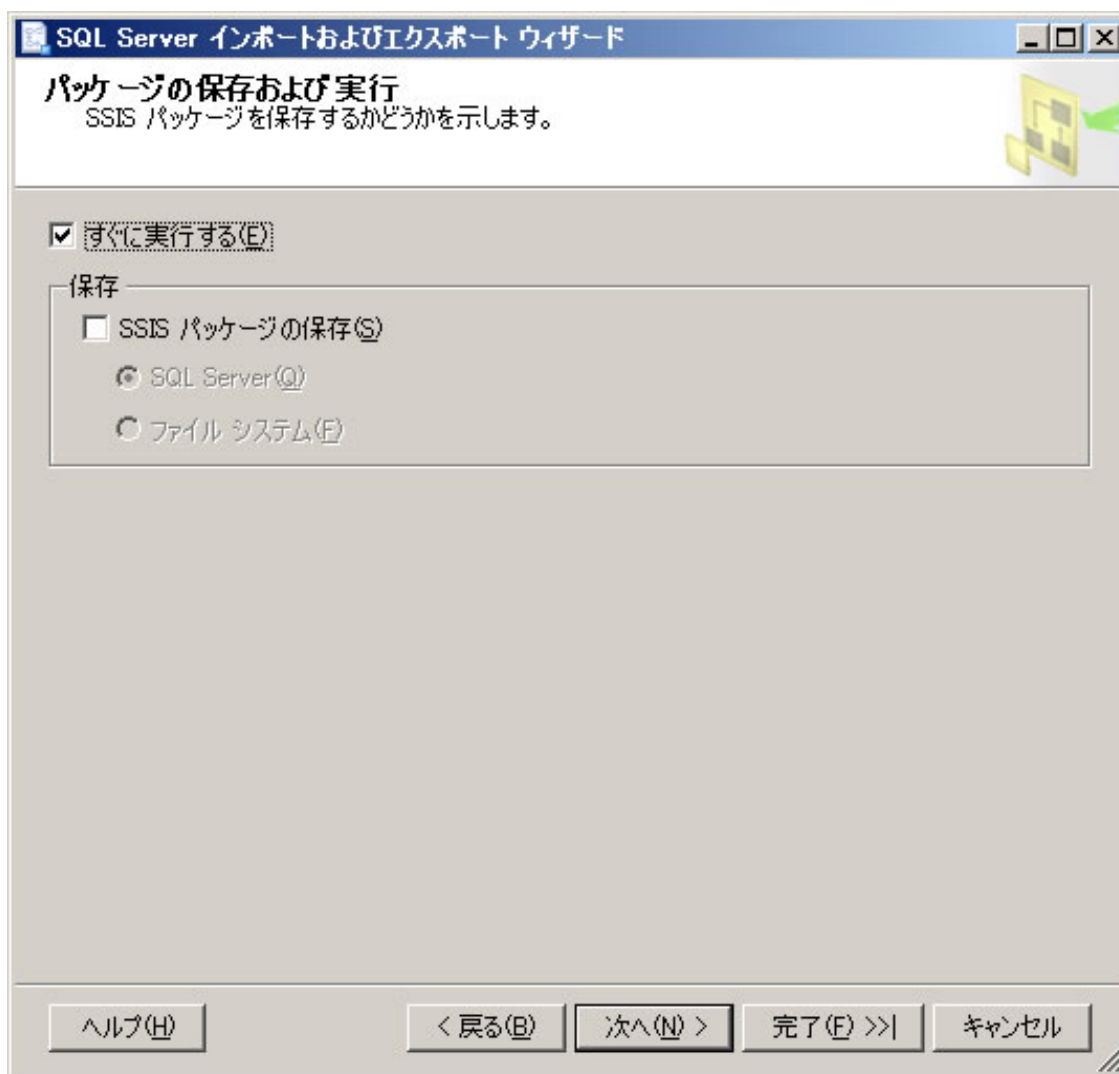 SQL Server インポートおよびエクスポート ウィザード
パッケージの保存および実行
SSIS パッケージを保存するかどうかを示します。
すぐに実行する(E)
保存
SSIS パッケージの保存(S)
SQL Server(Q)
ファイル システム(F)
ヘルプ(H)
< 戻る(B)
次へ(N) >
完了(F) >>|
キャンセル